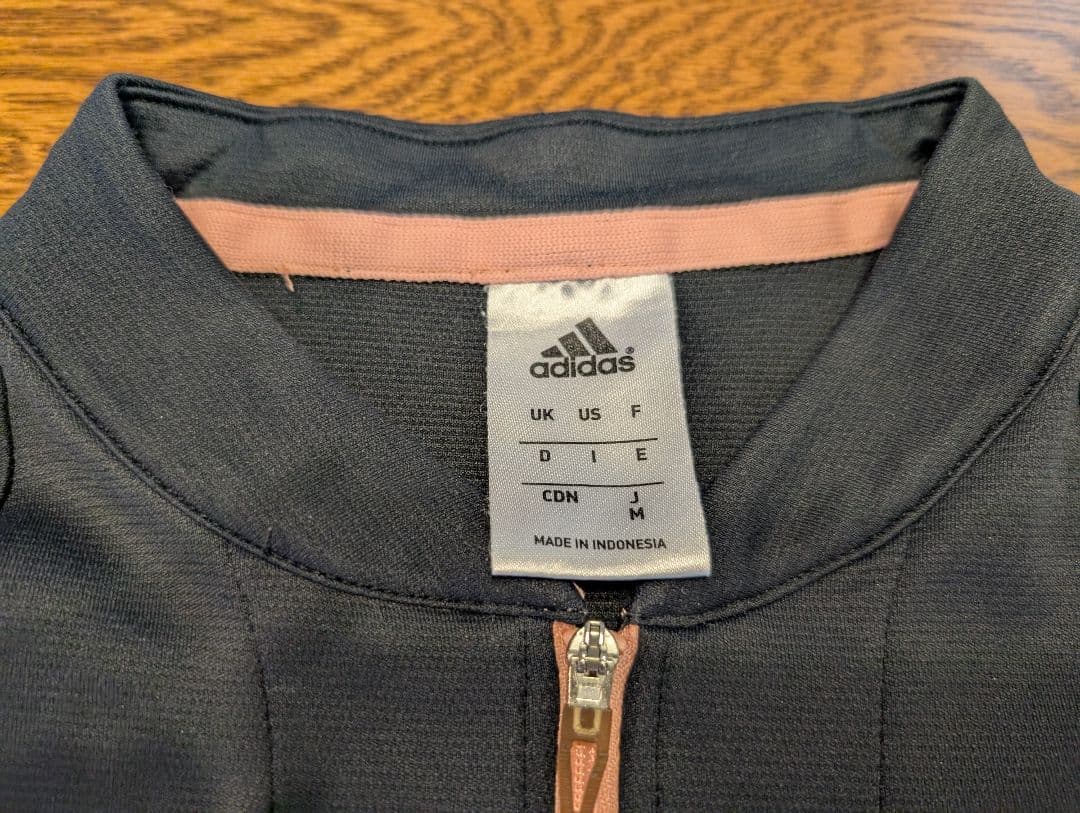 adidas®
UK US F
D I E
CDN J
M
MADE IN INDONESIA